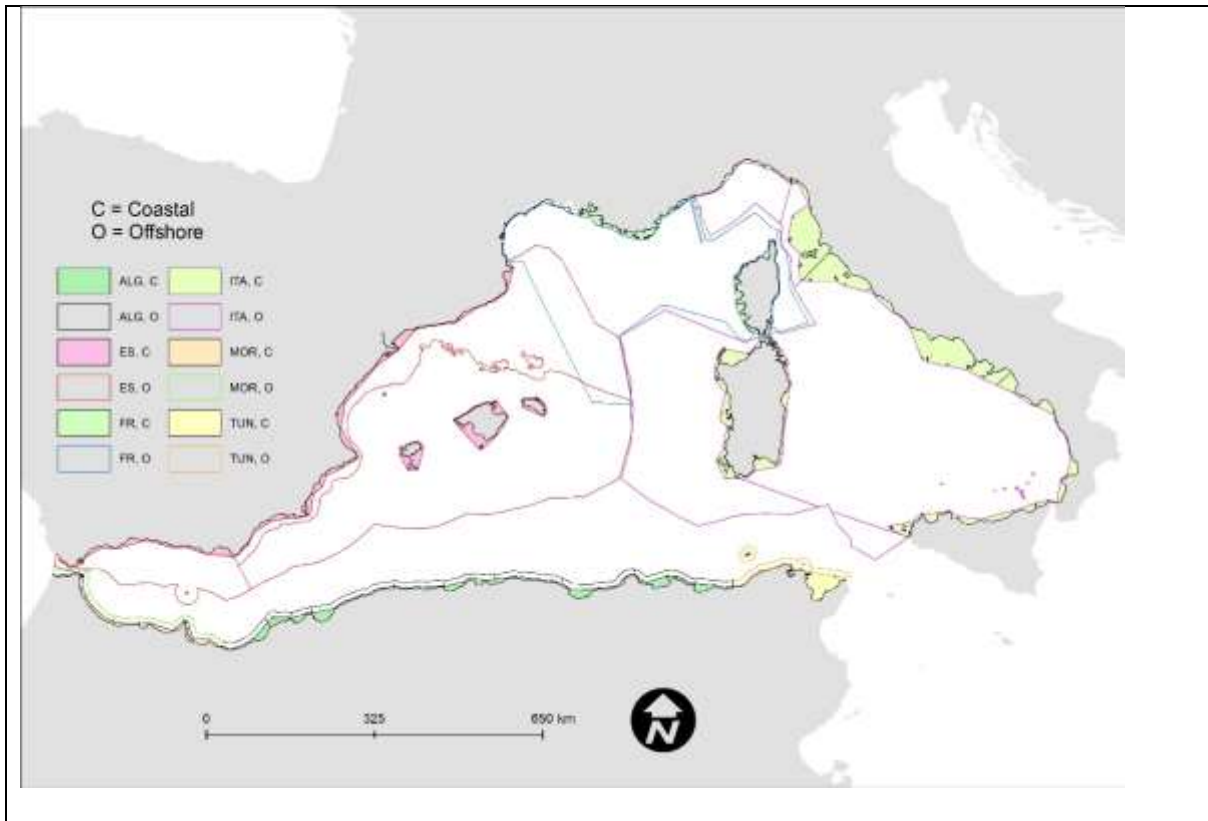 C = Coastal
O = Offshore
ALG, C
ITA, C
ALG, O
ITA, O
ES, C
MOR, C
ES, O
MOR, O
FR, C
TUN, C
FR, O
TUN, O
0
325
650 km
N